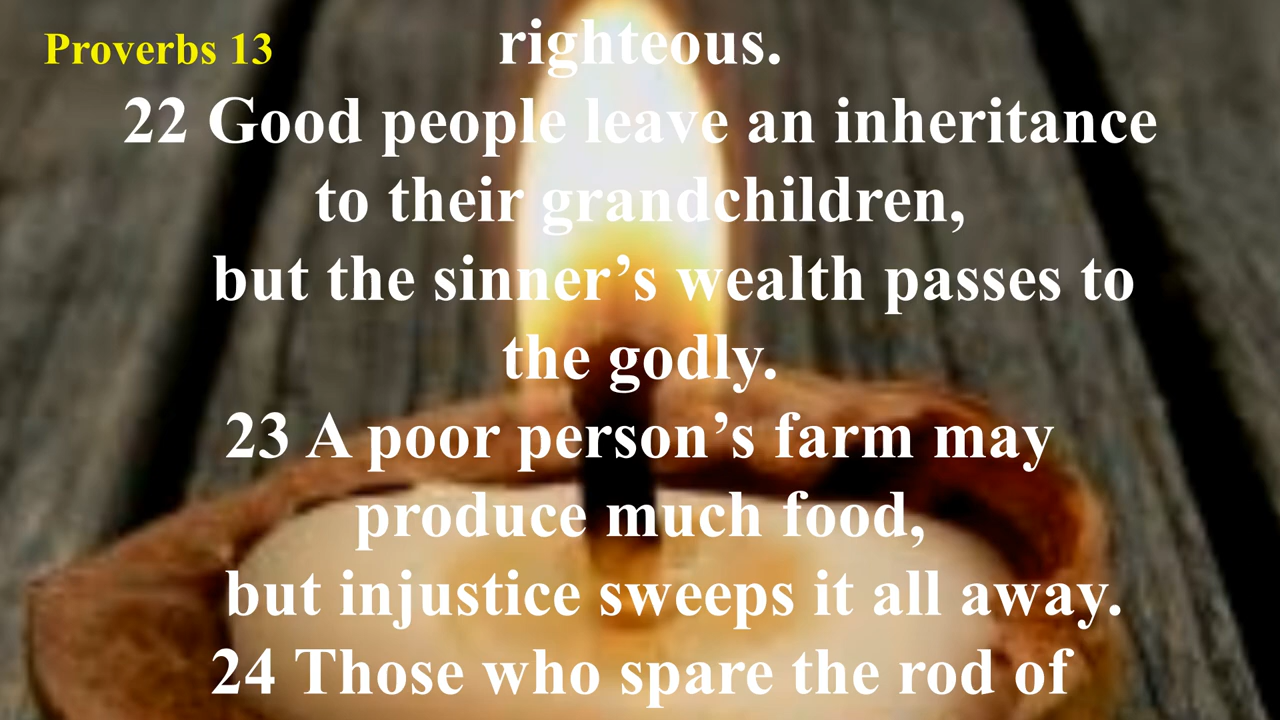 Proverbs 13
righteous.
22 Good people leave an inheritance
to their grandchildren,
but the sinner’s wealth passes to
the godly.
23 A poor person’s farm may
produce much food,
but injustice sweeps it all away.
24 Those who spare the rod of